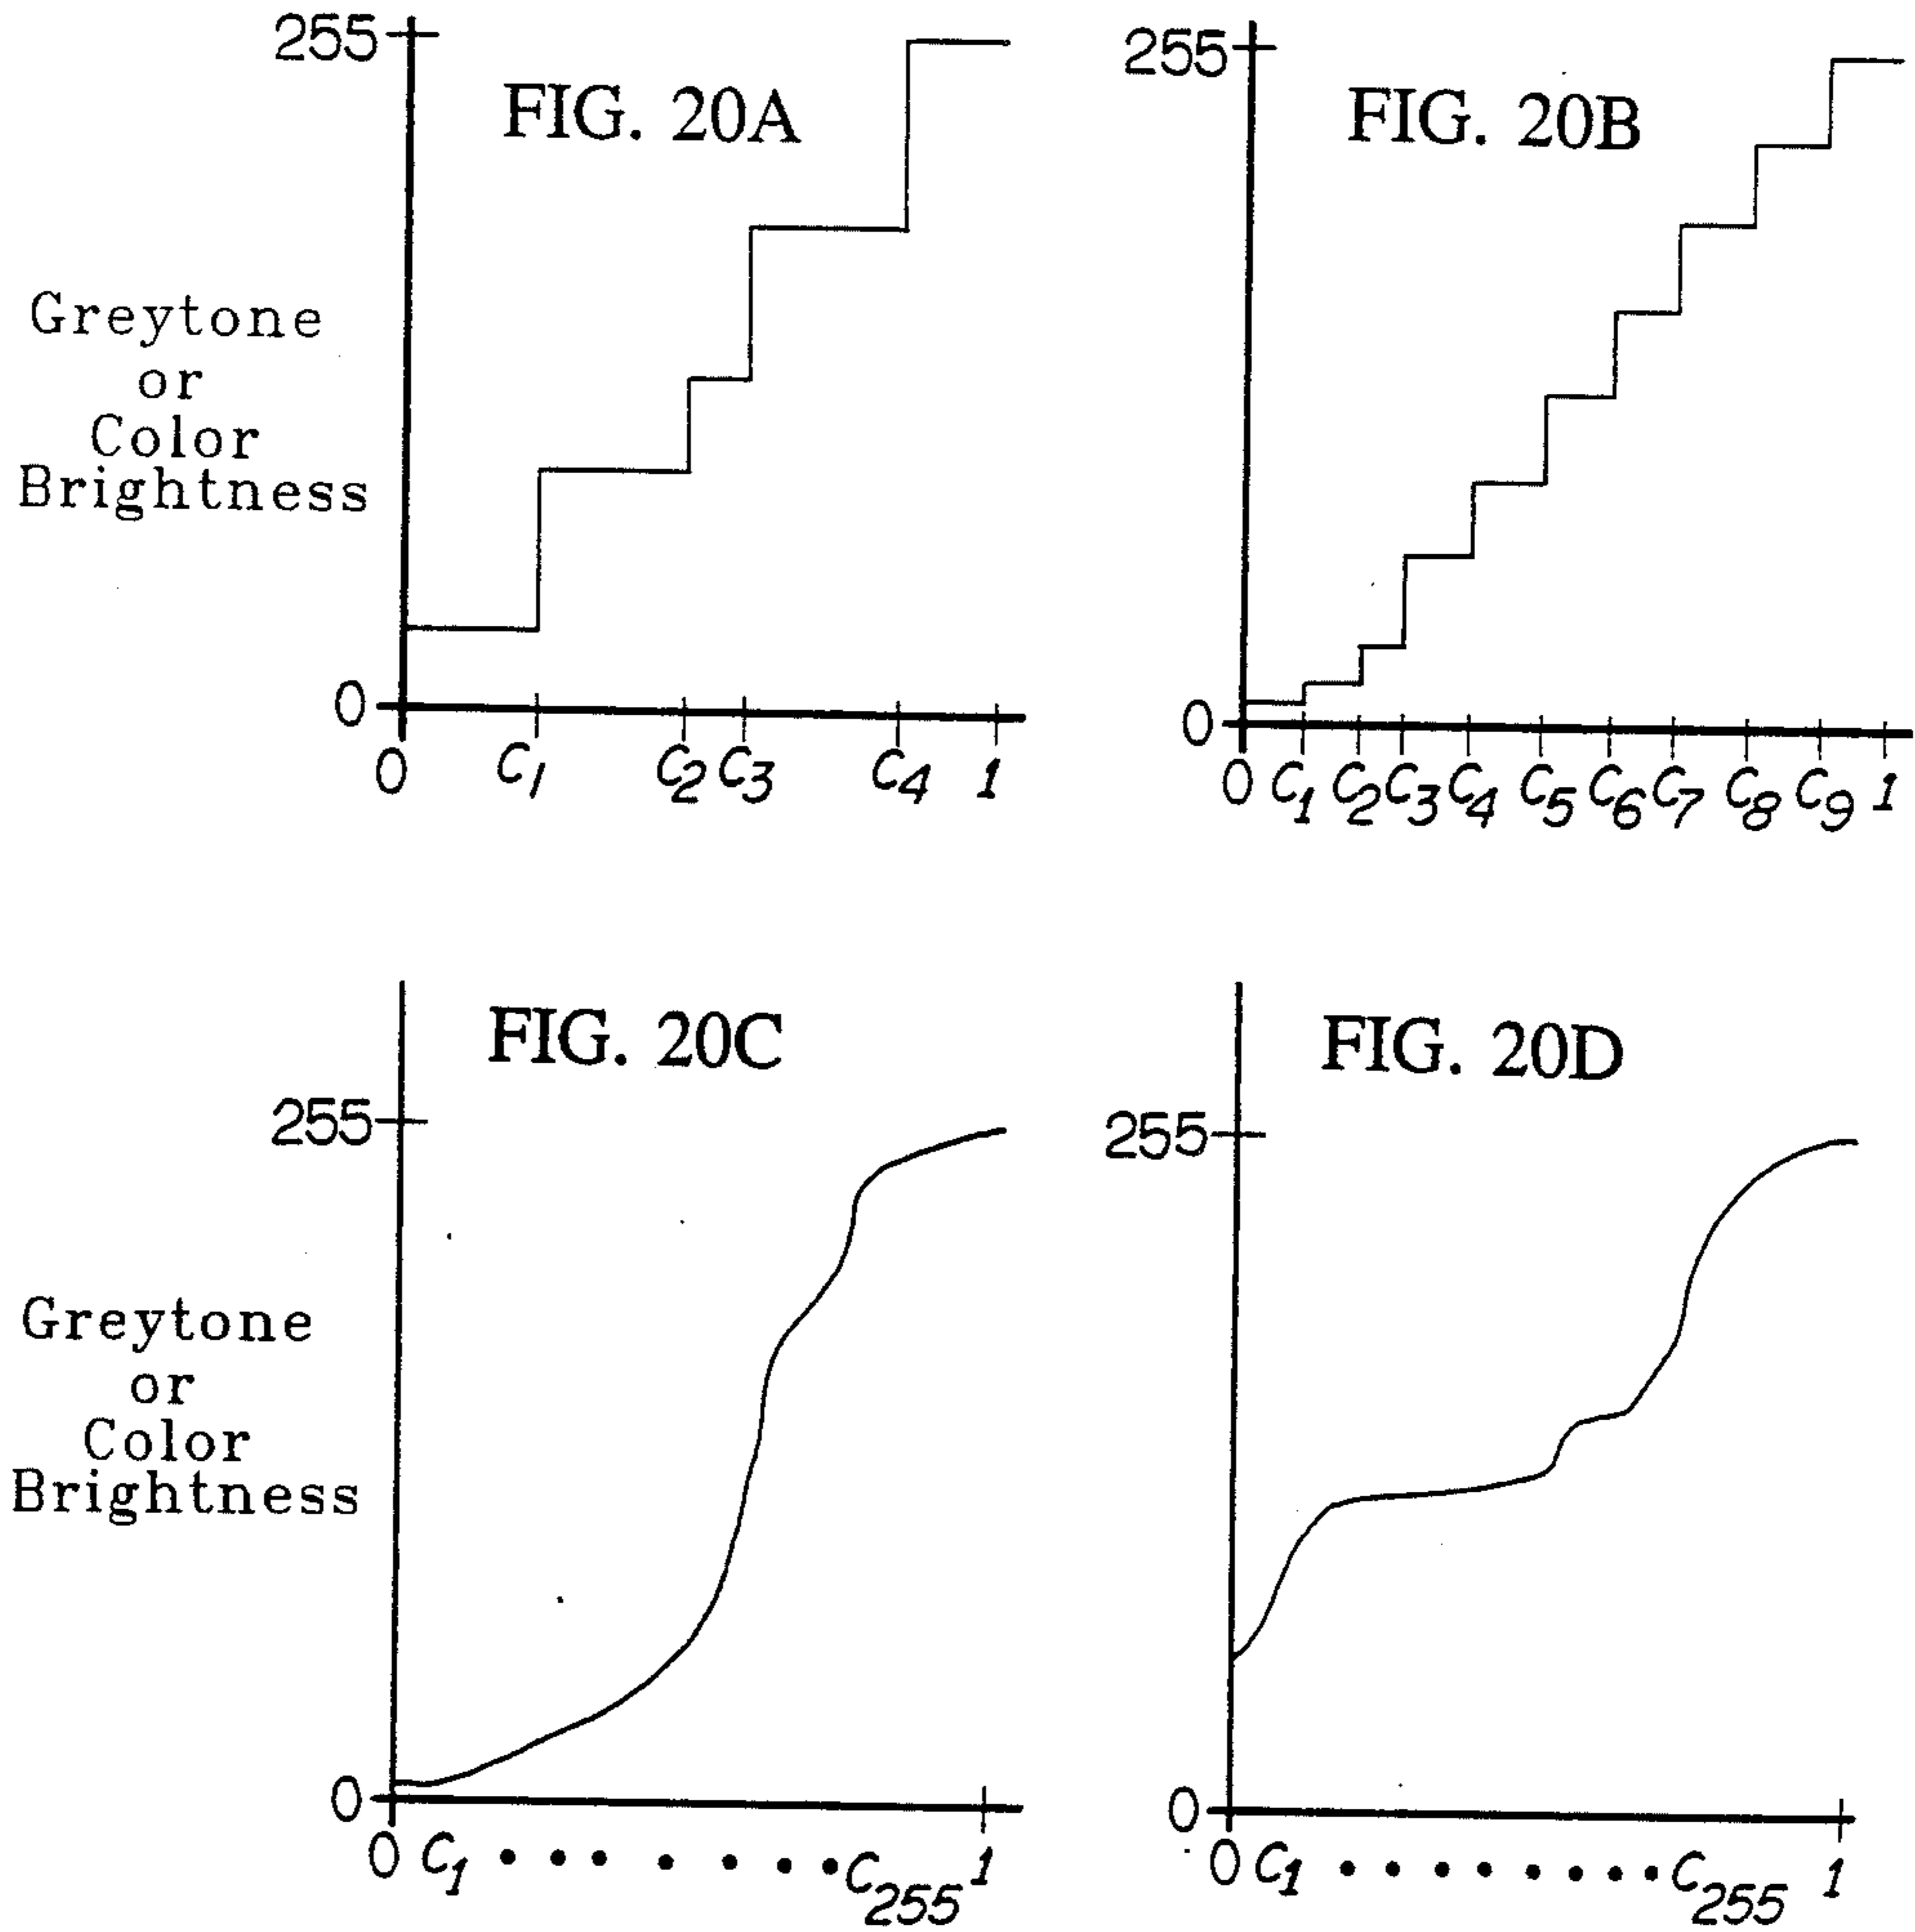 FIG. 20A
255
Greytone
or
Color
Brightness
0
0 C1 C2 C3 C4 1
FIG. 20B
255
0
0 C1 C2 C3 C4 C5 C6 C7 C8 C9 1
FIG. 20C
255
Greytone
or
Color
Brightness
0
0 C1 • • • • • • • C255 1
FIG. 20D
255
0
0 C1 • • • • • • • • C255 1